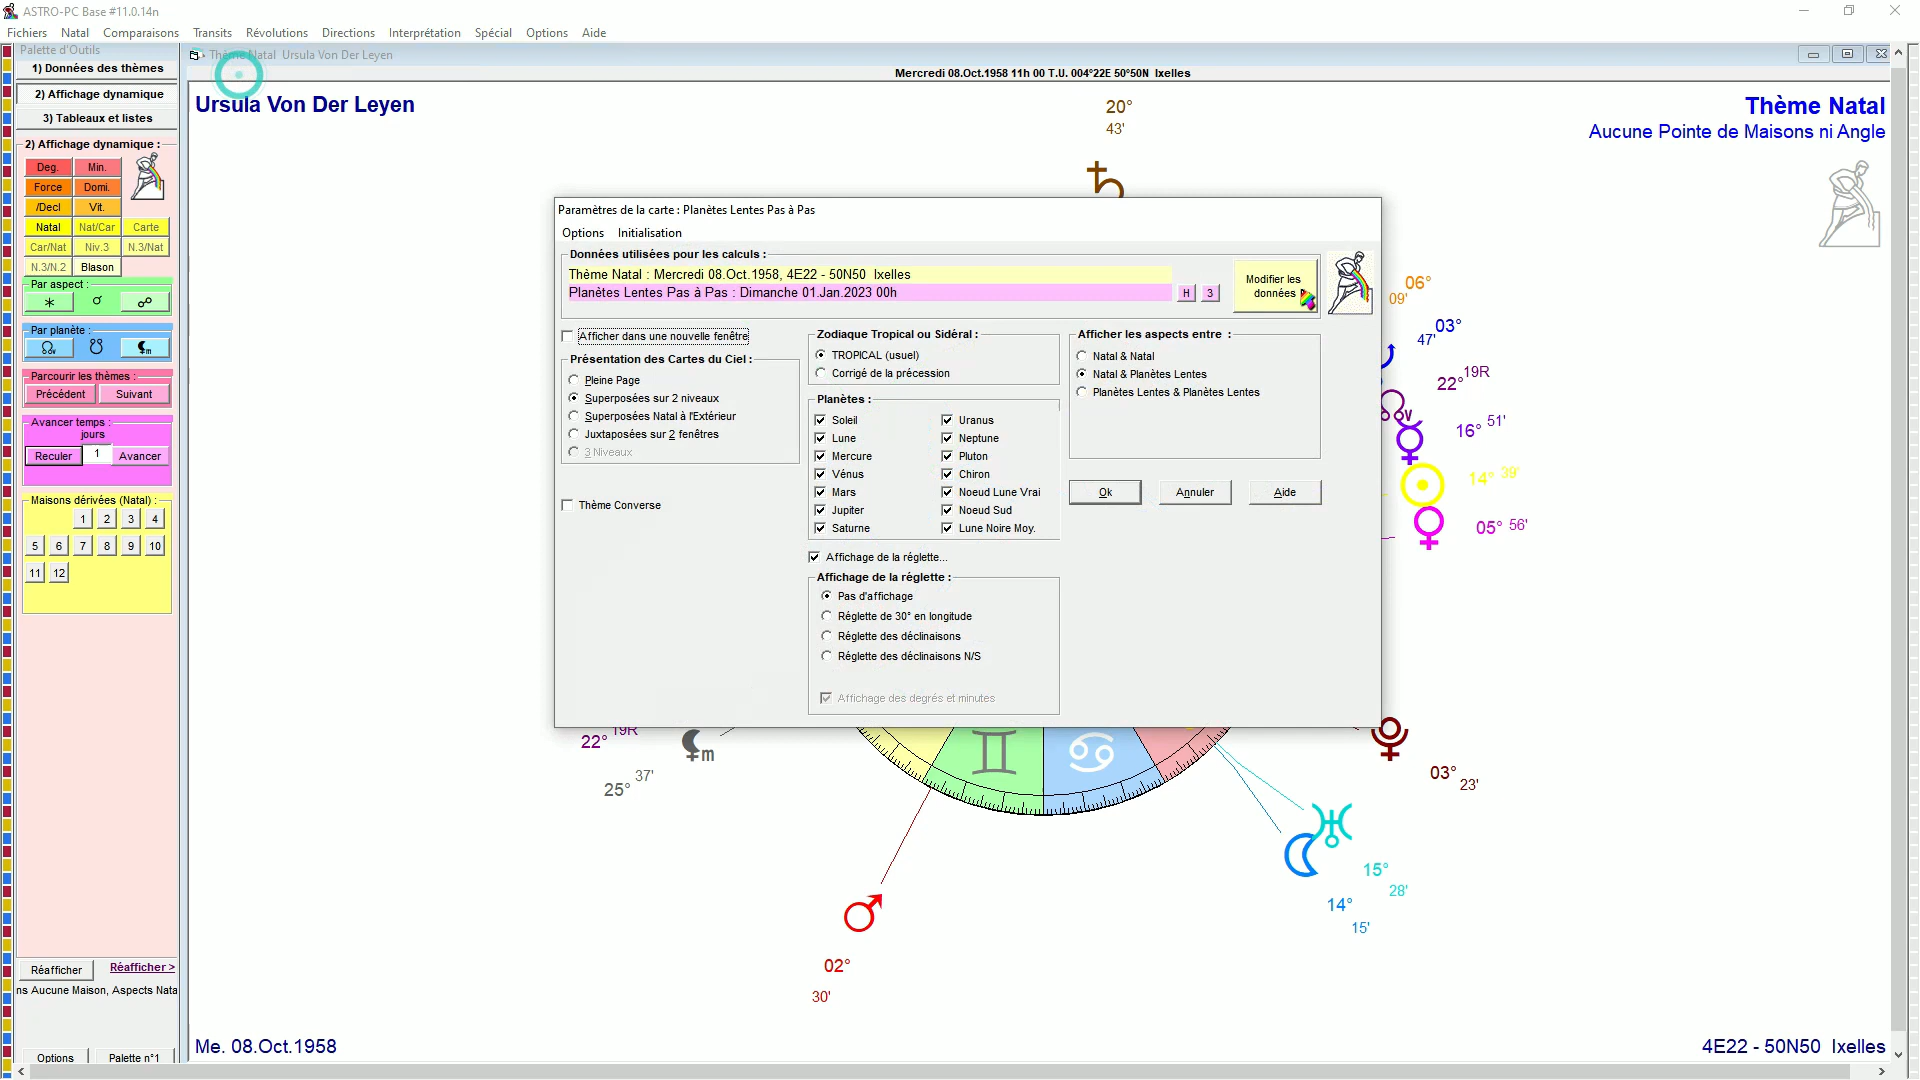 ASTRO-PC Base #11.0.14n
Fichiers Natal Comparaisons Transits Révolutions Directions Interprétation Spécial Options Aide
Palette d'Outils
1) Données des thèmes
2) Affichage dynamique
3) Tableaux et listes
2) Affichage dynamique :
Deg. Min.
Force Domi.
/Decl Vit.
Natal Nat/Car Carte
Car/Nat Niv.3 N.3/Nat
N.3/N.2 Blason
Par aspect :
Par planète :
Parcourir les thèmes :
Précédent Suivant
Avancer temps :
jours
Reculer 1 Avancer
Maisons dérivées (Natal) :
1 2 3 4
5 6 7 8 9 10
11 12
Réafficher Réafficher >
ns Aucune Maison, Aspects Nata
Options Palette n°1
Thème Natal Ursula Von Der Leyen
Mercredi 08.Oct.1958 11h 00 T.U. 004°22E 50°50N Ixelles
Ursula Von Der Leyen
Thème Natal
Aucune Pointe de Maisons ni Angle
20°
43'
Paramètres de la carte : Planètes Lentes Pas à Pas
Options Initialisation
Données utilisées pour les calculs :
Thème Natal : Mercredi 08.Oct.1958, 4E22 - 50N50 Ixelles
Planètes Lentes Pas à Pas : Dimanche 01.Jan.2023 00h
H 3
Modifier les
données
Afficher dans une nouvelle fenêtre
Présentation des Cartes du Ciel :
Pleine Page
Superposées sur 2 niveaux
Superposées Natal à l'Extérieur
Juxtaposées sur 2 fenêtres
3 Niveaux
Thème Converse
Zodiaque Tropical ou Sidéral :
TROPICAL (usuel)
Corrigé de la précession
Planètes :
Soleil Uranus
Lune Neptune
Mercure Pluton
Vénus Chiron
Mars Noeud Lune Vrai
Jupiter Noeud Sud
Saturne Lune Noire Moy.
Affichage de la réglette...
Affichage de la réglette :
Pas d'affichage
Réglette de 30° en longitude
Réglette des déclinaisons
Réglette des déclinaisons N/S
Affichage des degrés et minutes
Afficher les aspects entre :
Natal & Natal
Natal & Planètes Lentes
Planètes Lentes & Planètes Lentes
Ok Annuler Aide
06°
09'
03°
47'
22° 19R
16° 51'
14° 39'
05° 56'
22° 19R
m
25° 37'
03° 23'
15°
28'
14°
15'
02°
30'
Me. 08.Oct.1958
4E22 - 50N50 Ixelles